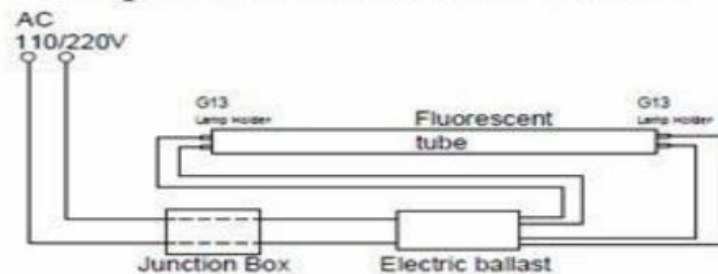 AC
110/220V
G13
Lamp Holder
Fluorescent
tube
G13
Lamp Holder
Junction Box
Electric ballast